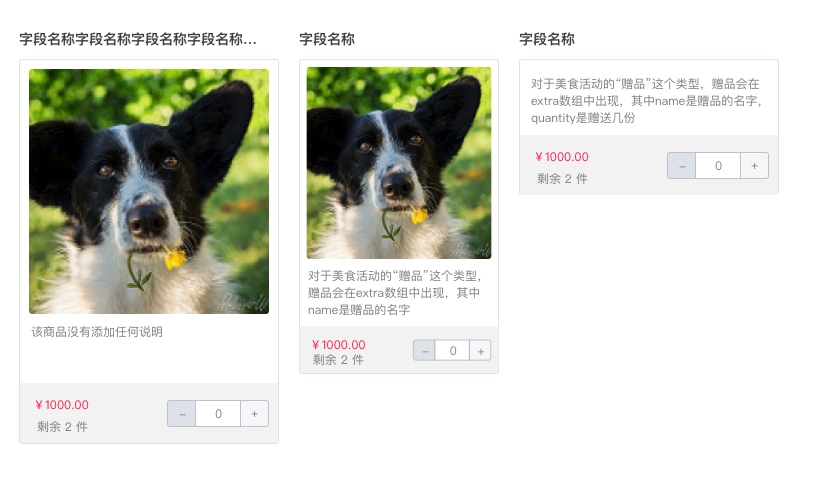 字段名称字段名称字段名称字段名称...
该商品没有添加任何说明
¥1000.00
剩余 2 件
– 0 +
字段名称
对于美食活动的“赠品”这个类型，
赠品会在extra数组中出现，其中
name是赠品的名字
¥1000.00
剩余 2 件
– 0 +
字段名称
对于美食活动的“赠品”这个类型，赠品会在
extra数组中出现，其中name是赠品的名字，
quantity是赠送几份
¥1000.00
剩余 2 件
– 0 +